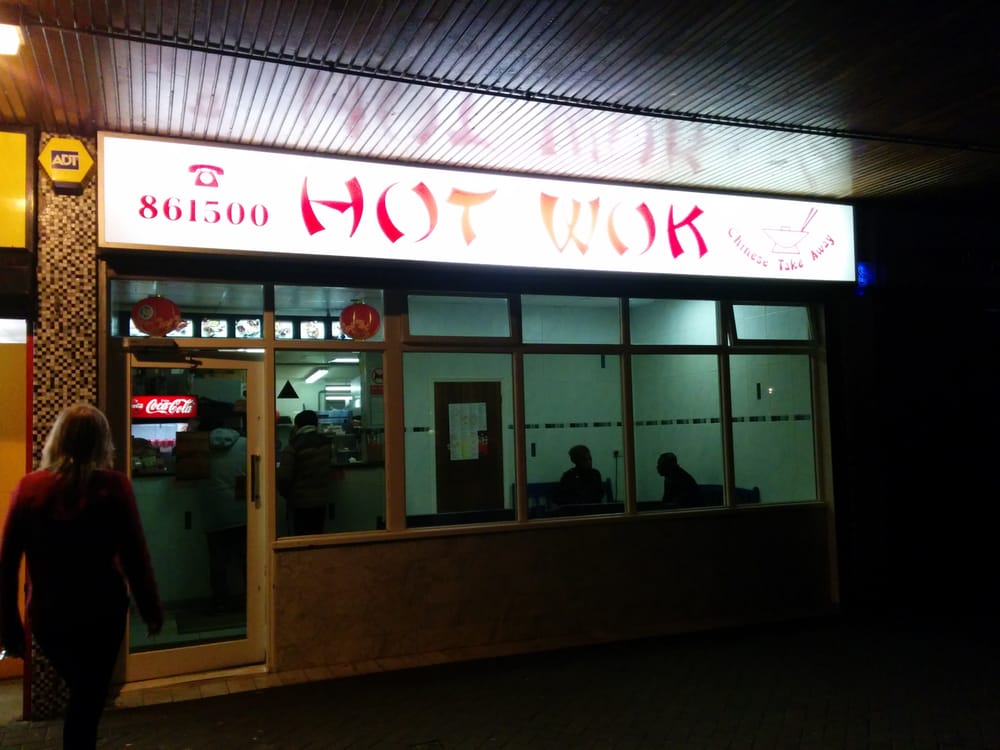 ADT
861500
HOT WOK
Chinese Take Away
Coca-Cola